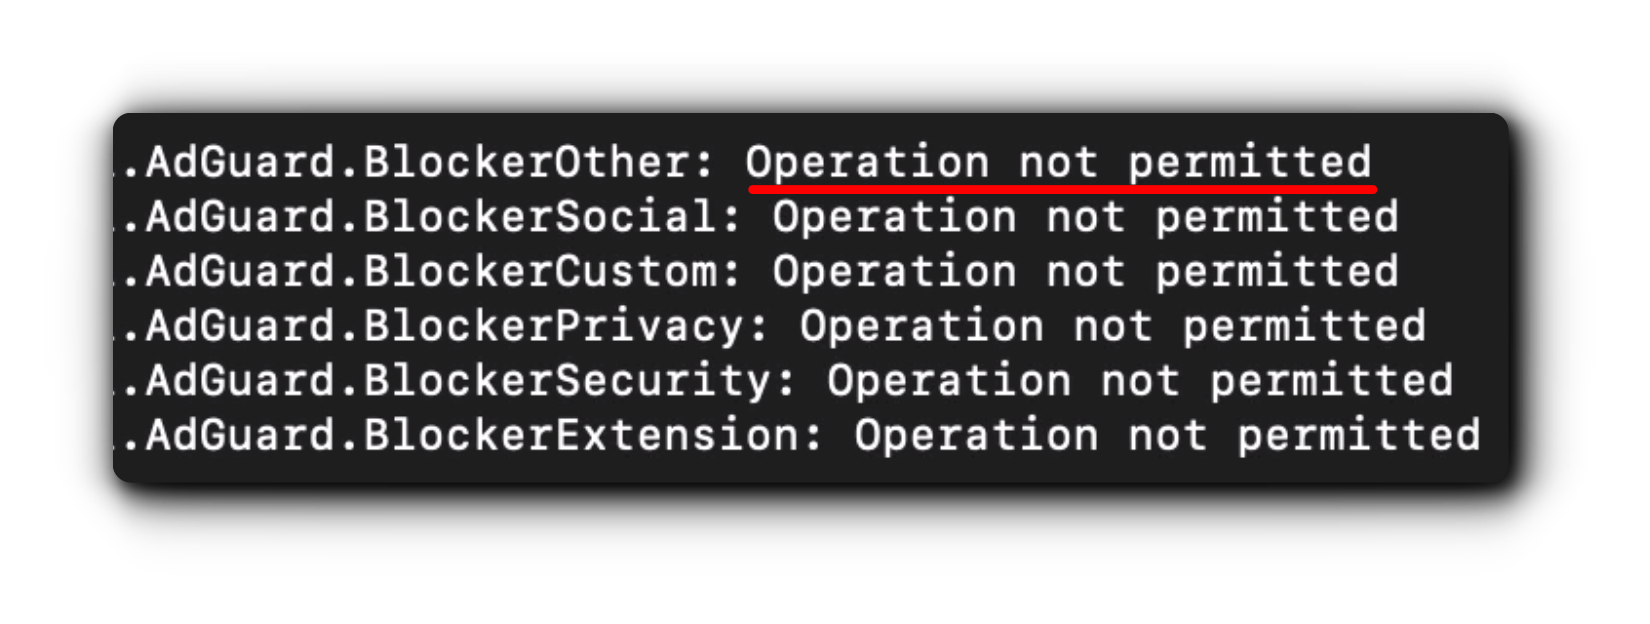 ..AdGuard.BlockerOther: Operation not permitted
..AdGuard.BlockerSocial: Operation not permitted
..AdGuard.BlockerCustom: Operation not permitted
..AdGuard.BlockerPrivacy: Operation not permitted
..AdGuard.BlockerSecurity: Operation not permitted
..AdGuard.BlockerExtension: Operation not permitted